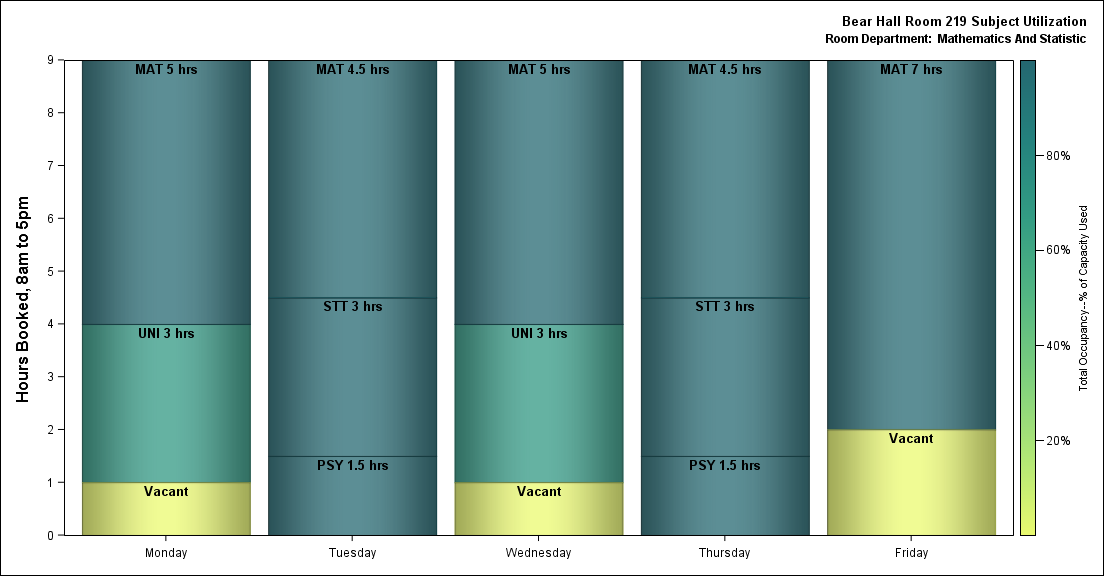 Bear Hall Room 219 Subject Utilization
Room Department: Mathematics And Statistic
Hours Booked, 8am to 5pm
9
8
7
6
5
4
3
2
1
0
MAT 5 hrs
UNI 3 hrs
Vacant
MAT 4.5 hrs
STT 3 hrs
PSY 1.5 hrs
MAT 5 hrs
UNI 3 hrs
Vacant
MAT 4.5 hrs
STT 3 hrs
PSY 1.5 hrs
MAT 7 hrs
Vacant
Monday
Tuesday
Wednesday
Thursday
Friday
80%
60%
40%
20%
Total Occupancy--% of Capacity Used